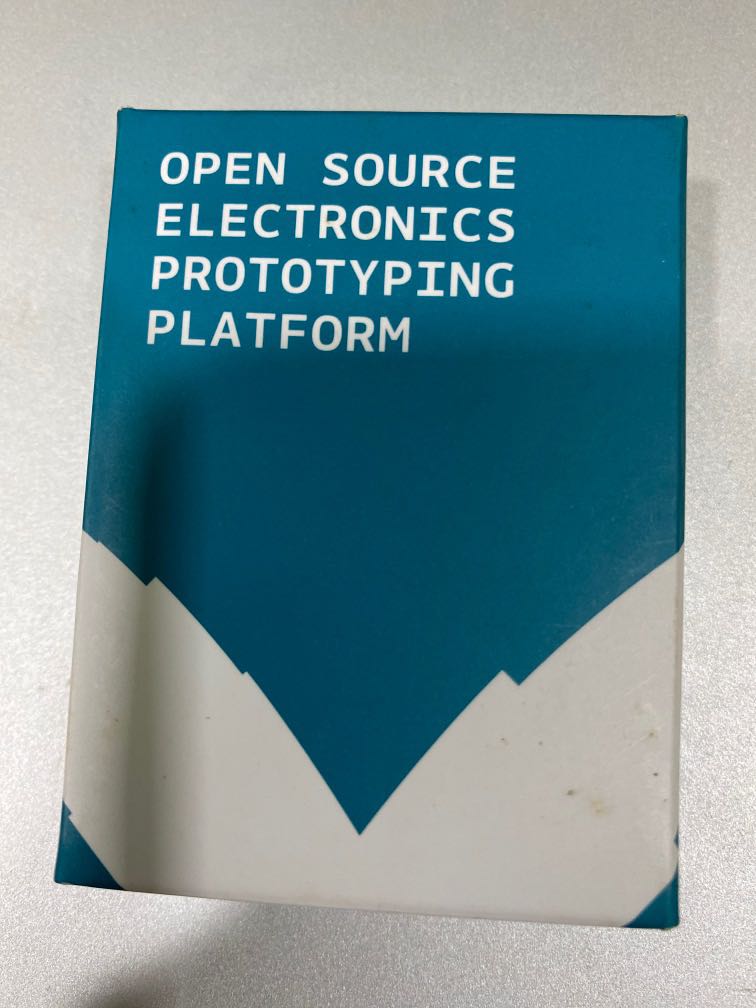 OPEN SOURCE
ELECTRONICS
PROTOTYPING
PLATFORM